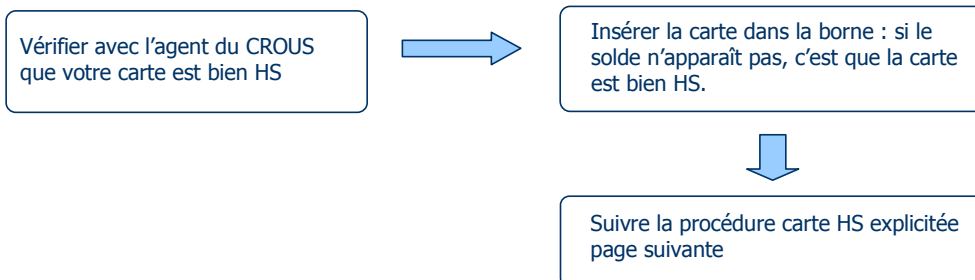 Vérifier avec l’agent du CROUS
que votre carte est bien HS
Insérer la carte dans la borne : si le
solde n’apparaît pas, c’est que la carte
est bien HS.
Suivre la procédure carte HS explicitée
page suivante